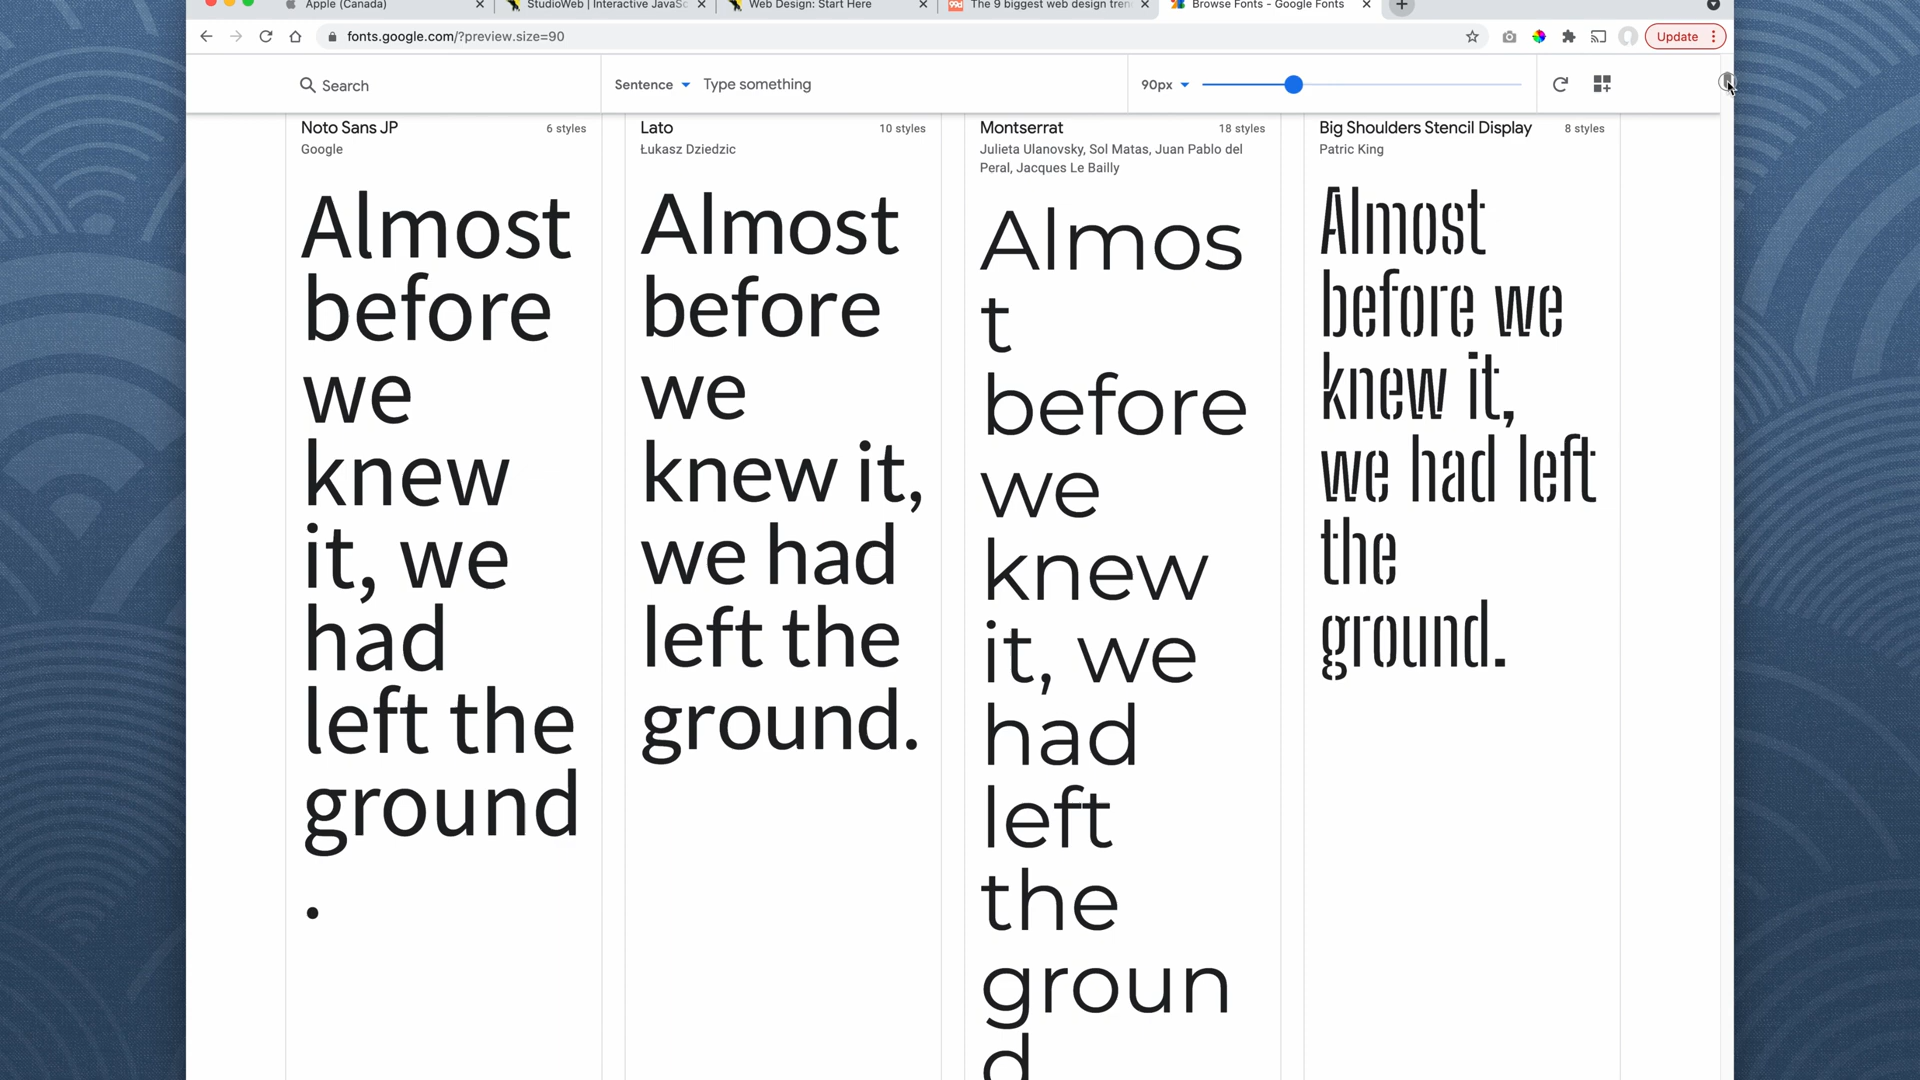 Apple (Canada)
StudioWeb | Interactive JavaSc
Web Design: Start Here
The 9 biggest web design tren
Browse Fonts - Google Fonts
fonts.google.com/?preview.size=90
Update
Search
Sentence
Type something
90px
Noto Sans JP
6 styles
Google
Almost
before
we
knew
it, we
had
left the
ground
.
Lato
10 styles
Łukasz Dziedzic
Almost
before
we
knew it,
we had
left the
ground.
Montserrat
18 styles
Julieta Ulanovsky, Sol Matas, Juan Pablo del
Peral, Jacques Le Bailly
Almos
t
before
we
knew
it, we
had
left
the
groun
d
Big Shoulders Stencil Display
8 styles
Patric King
Almost
before we
knew it,
we had left
the
ground.